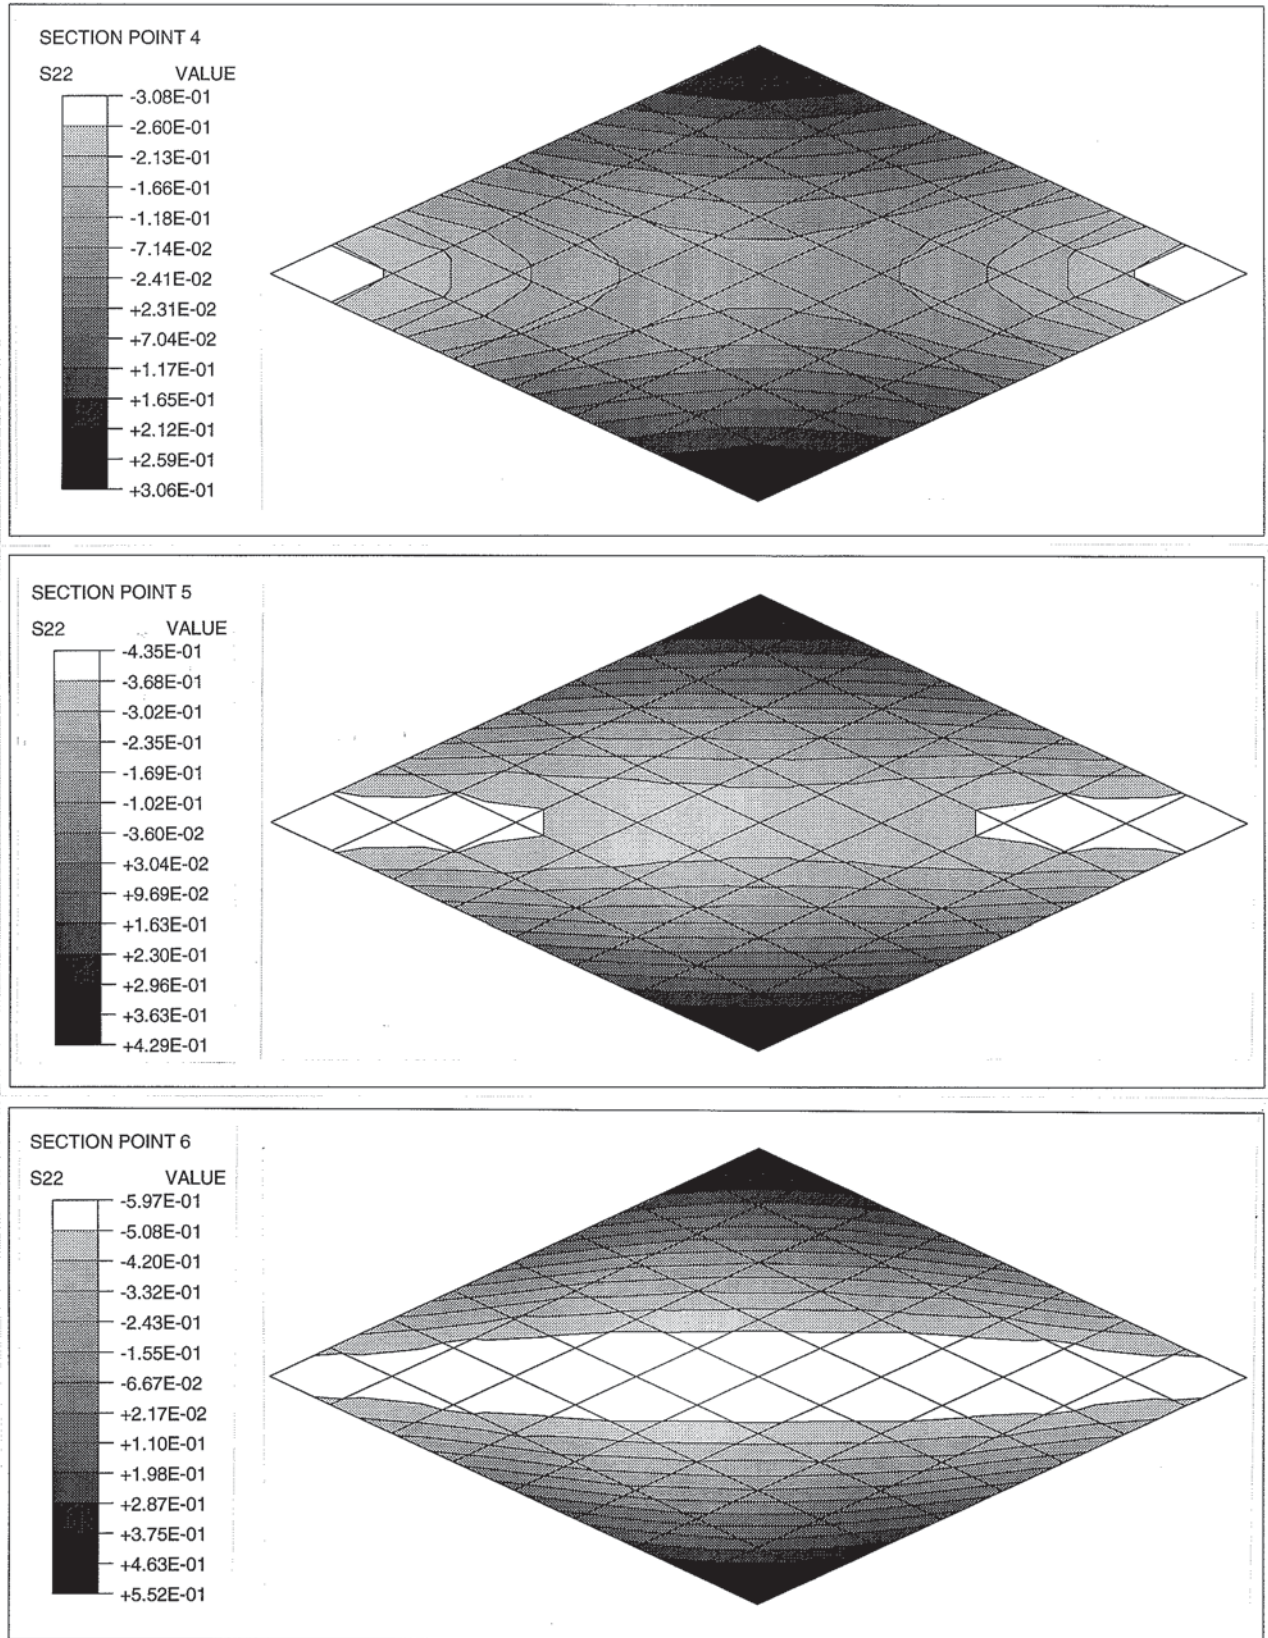 SECTION POINT 4
S22 VALUE
-3.08E-01
-2.60E-01
-2.13E-01
-1.66E-01
-1.18E-01
-7.14E-02
-2.41E-02
+2.31E-02
+7.04E-02
+1.17E-01
+1.65E-01
+2.12E-01
+2.59E-01
+3.06E-01
SECTION POINT 5
S22 VALUE
-4.35E-01
-3.68E-01
-3.02E-01
-2.35E-01
-1.69E-01
-1.02E-01
-3.60E-02
+3.04E-02
+9.69E-02
+1.63E-01
+2.30E-01
+2.96E-01
+3.63E-01
+4.29E-01
SECTION POINT 6
S22 VALUE
-5.97E-01
-5.08E-01
-4.20E-01
-3.32E-01
-2.43E-01
-1.55E-01
-6.67E-02
+2.17E-02
+1.10E-01
+1.98E-01
+2.87E-01
+3.75E-01
+4.63E-01
+5.52E-01